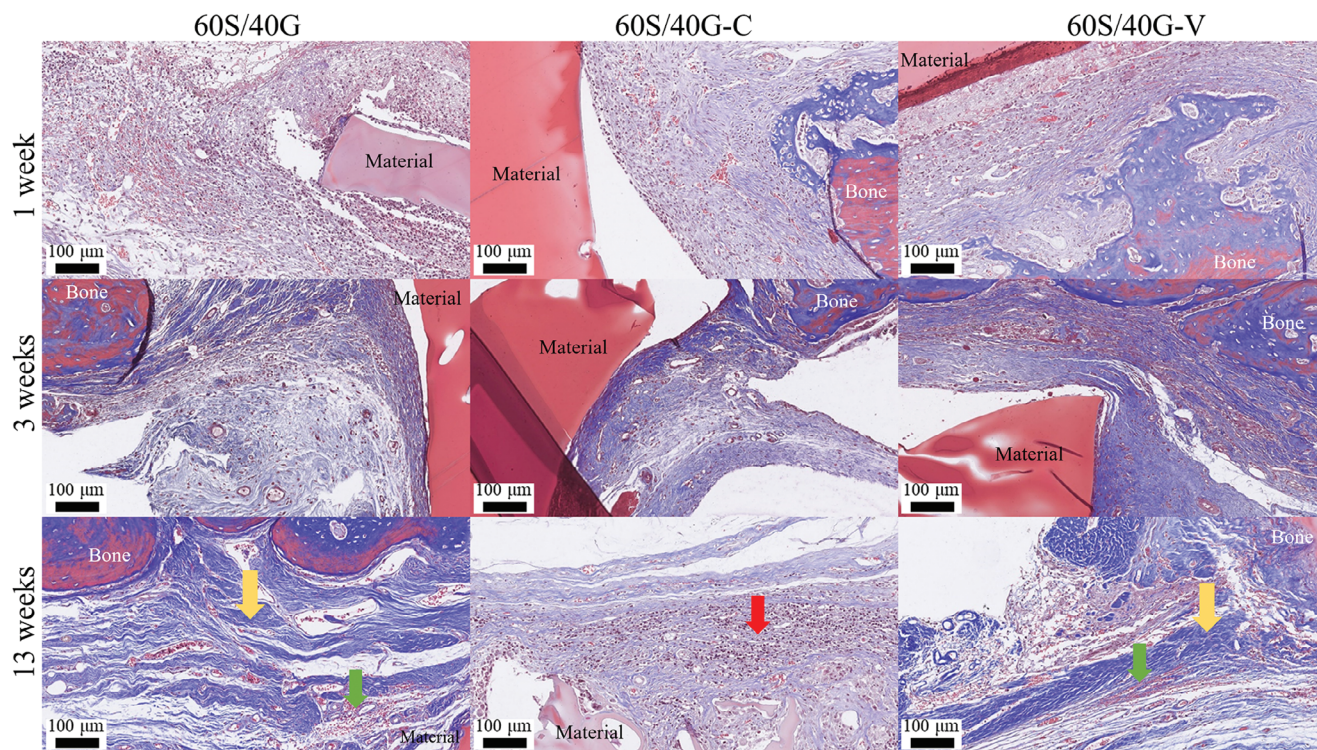 60S/40G 60S/40G-C 60S/40G-V
1 week
Material
100 μm
Material
Bone
100 μm
Material
Bone
100 μm
3 weeks
Bone
Material
100 μm
Material
Bone
100 μm
Bone
Material
100 μm
13 weeks
Bone
Material
100 μm
Material
100 μm
Bone
100 μm